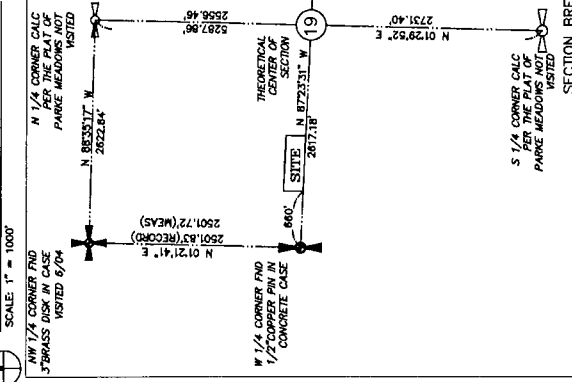 SCALE: 1" = 1000'
NW 1/4 CORNER FND
3"BRASS DISK IN CASE
VISITED 6/04
N 1/4 CORNER CALC
PER THE PLAT OF
PARKE MEADOWS NOT
VISITED
N 88°35'17" W
2622.64'
2556.46'
5287.86'
N 01°21'41" E
2501.83'(RECORD)
2501.72'(MEAS)
THEORETICAL
CENTER OF
SECTION
19
N 01°29'52" E
2731.40'
W 1/4 CORNER FND
1/2"COPPER PIN IN
CONCRETE CASE
660'
SITE
N 87°23'31" W
2617.18'
S 1/4 CORNER CALC
PER THE PLAT OF
PARKE MEADOWS NOT
VISITED
SECTION BRE